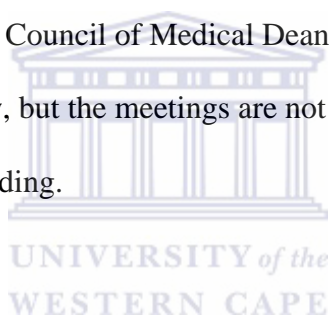 Council of Medical Dean
, but the meetings are not
ding.
UNIVERSITY of the
WESTERN CAPE